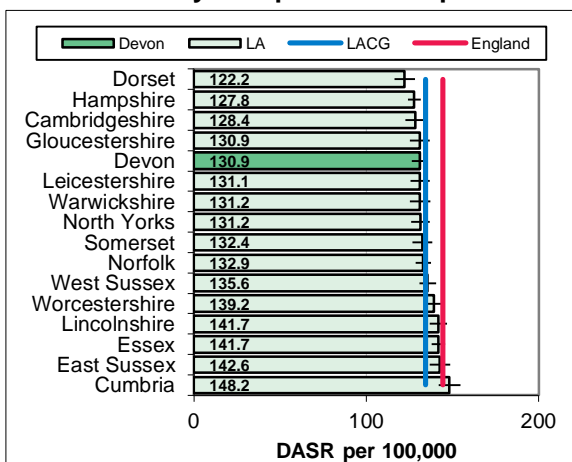 Devon LA LACG England
Dorset 122.2
Hampshire 127.8
Cambridgeshire 128.4
Gloucestershire 130.9
Devon 130.9
Leicestershire 131.1
Warwickshire 131.2
North Yorks 131.2
Somerset 132.4
Norfolk 132.9
West Sussex 135.6
Worcestershire 139.2
Lincolnshire 141.7
Essex 141.7
East Sussex 142.6
Cumbria 148.2
0 100 200
DASR per 100,000